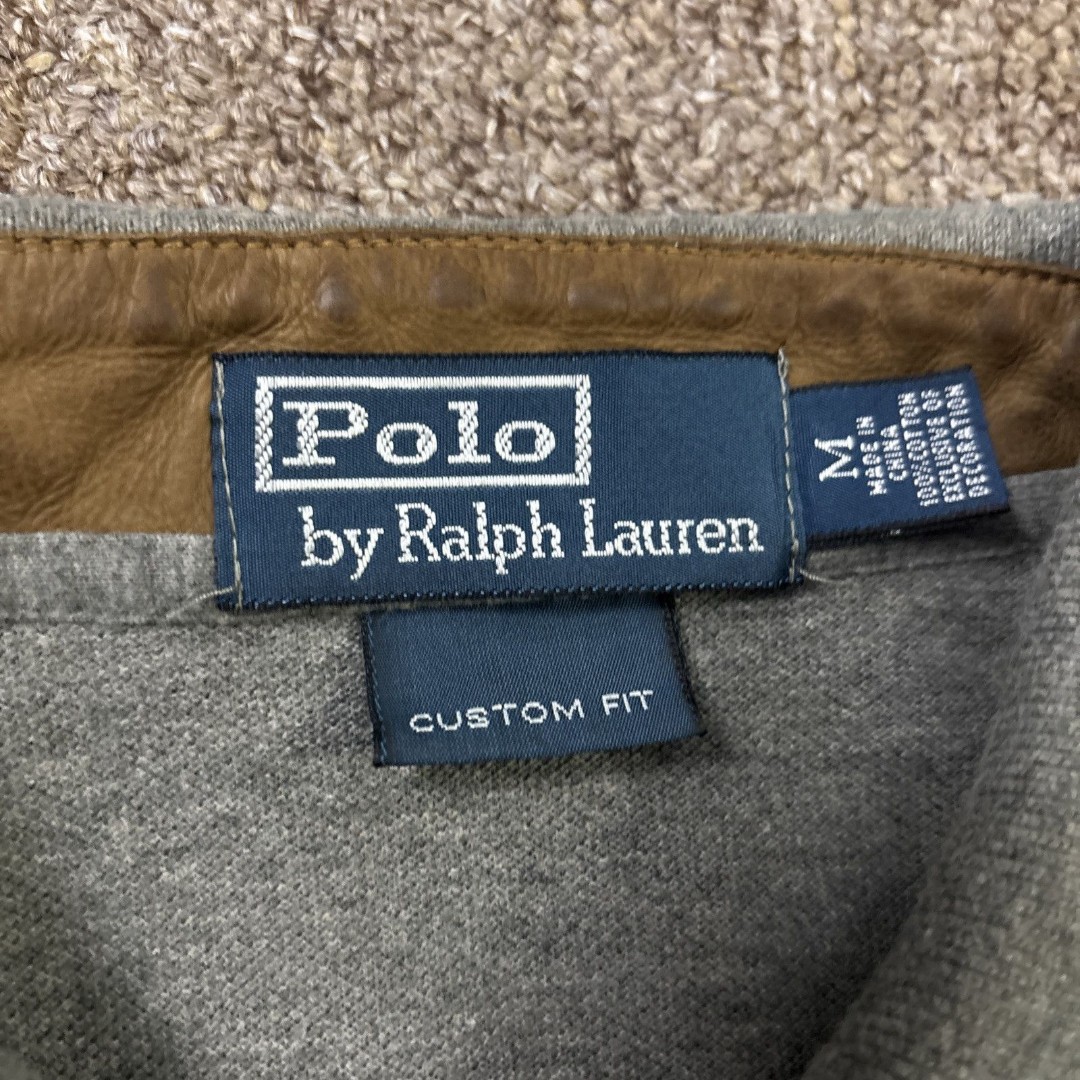 Polo
by Ralph Lauren
M
MADE IN
CHINA
100% COTTON
EXCLUSIVE OF
DECORATION
CUSTOM FIT